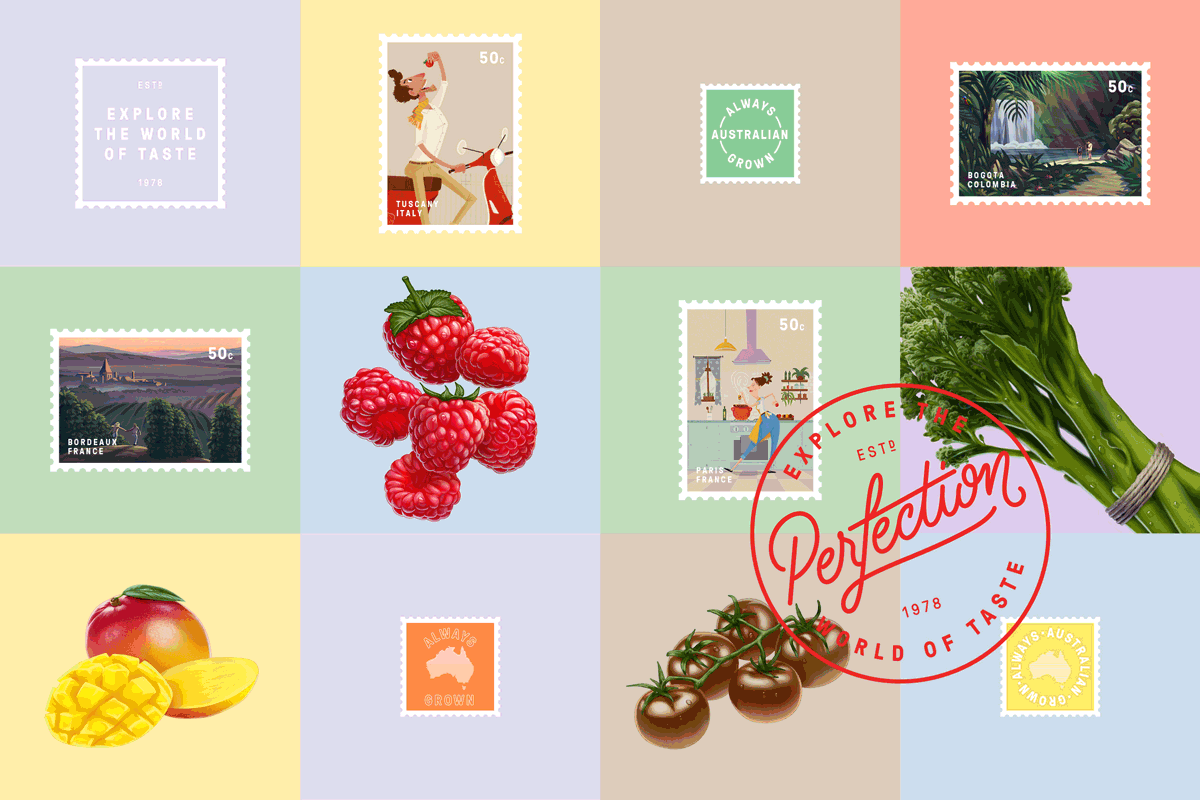 ESTD
EXPLORE
THE WORLD
OF TASTE
1978
50c
TUSCANY
ITALY
ALWAYS
AUSTRALIAN
GROWN
50c
BOGOTA
COLOMBIA
50c
BORDEAUX
FRANCE
50c
PARIS
FRANCE
EXPLORE THE
ESTD
Perfection
1978
WORLD OF TASTE
ALWAYS
GROWN
ALWAYS · AUSTRALIAN · GROWN ·